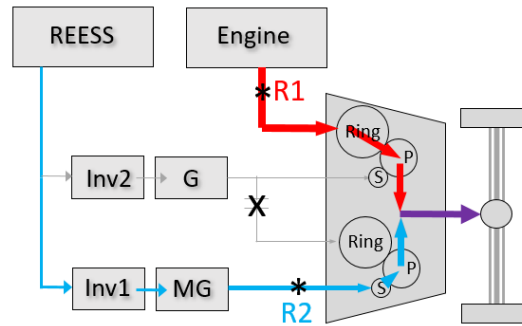 REESS
Engine
* R1
Ring
P
S
Inv2
G
X
Ring
P
S
Inv1
MG
*
R2